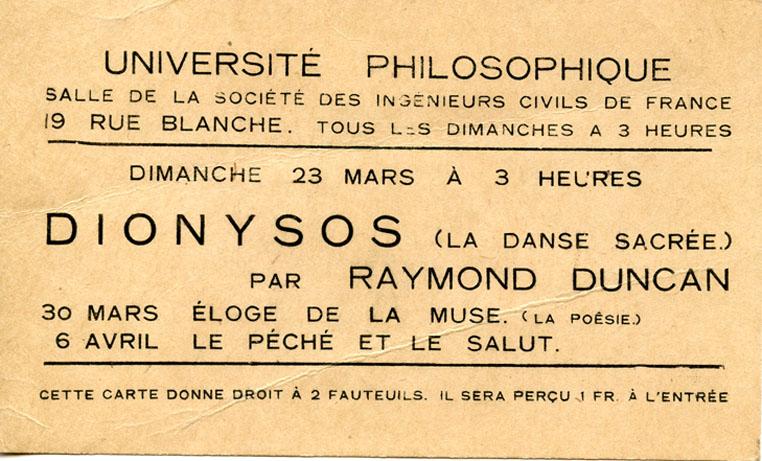 UNIVERSITÉ PHILOSOPHIQUE
SALLE DE LA SOCIÉTÉ DES INGÉNIEURS CIVILS DE FRANCE
19 RUE BLANCHE. TOUS LES DIMANCHES A 3 HEURES
DIMANCHE 23 MARS À 3 HEURES
DIONYSOS (LA DANSE SACRÉE.)
PAR RAYMOND DUNCAN
30 MARS ÉLOGE DE LA MUSE. (LA POÊSIE.)
6 AVRIL LE PÉCHÉ ET LE SALUT.
CETTE CARTE DONNE DROIT À 2 FAUTEUILS. IL SERA PERÇU 1 FR. À L'ENTRÉE